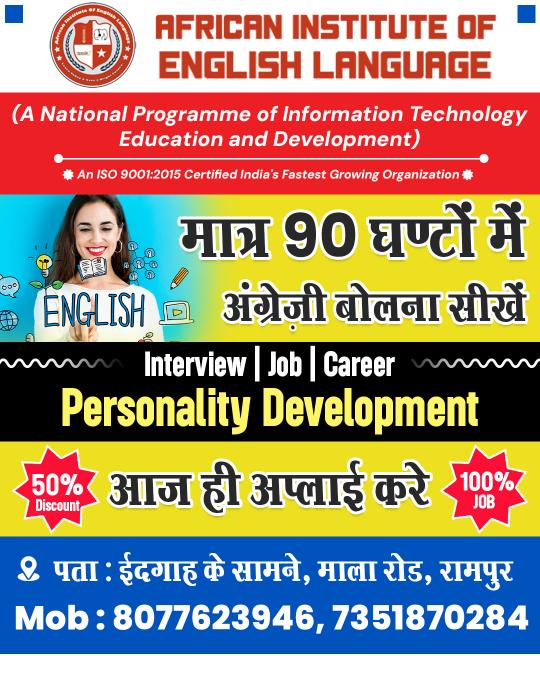 AFRICAN INSTITUTE OF
ENGLISH LANGUAGE
(A National Programme of Information Technology
Education and Development)
An ISO 9001:2015 Certified India's Fastest Growing Organization
मात्र 90 घण्टों में
अंग्रेज़ी बोलना सीखें
ENGLISH
Interview | Job | Career
Personality Development
50%
Discount
आज ही अप्लाई करे
100%
JOB
पता : ईदगाह के सामने, माला रोड, रामपुर
Mob : 8077623946, 7351870284